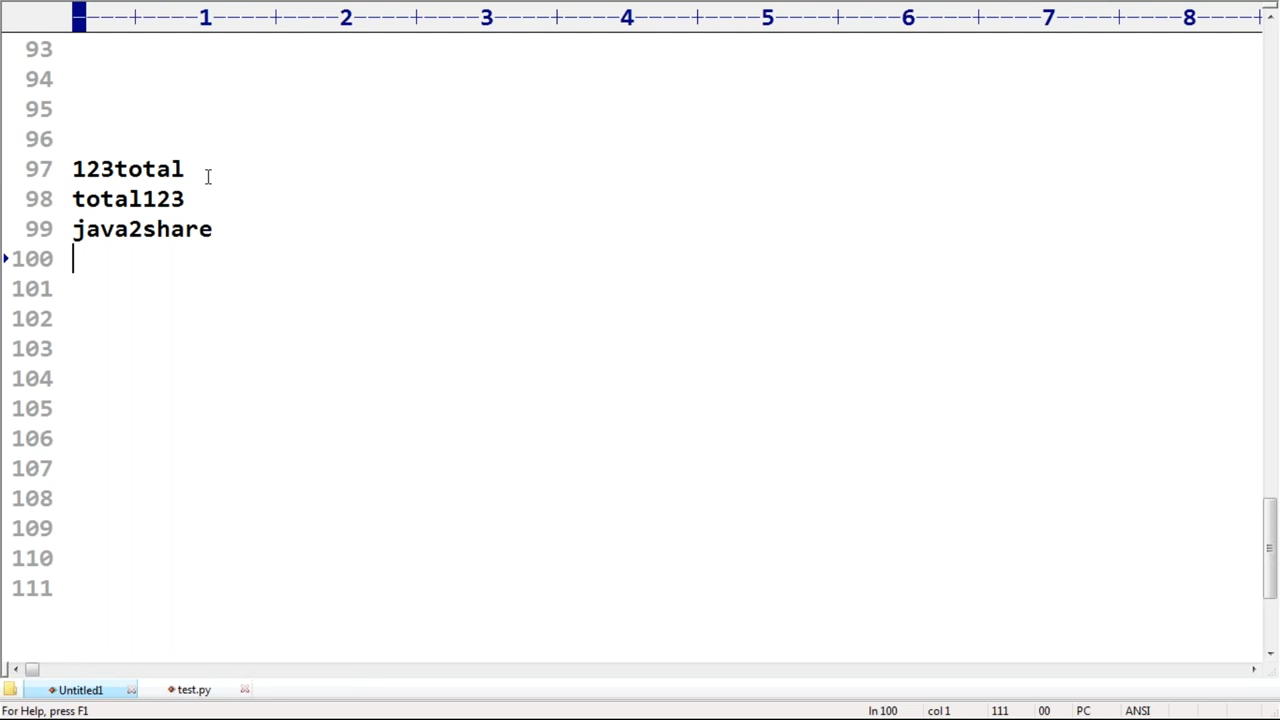 1 2 3 4 5 6 7 8
93
94
95
96
97 123total
98 total123
99 java2share
100
101
102
103
104
105
106
107
108
109
110
111
Untitled1 test.py
For Help, press F1 ln 100 col 1 111 00 PC ANSI